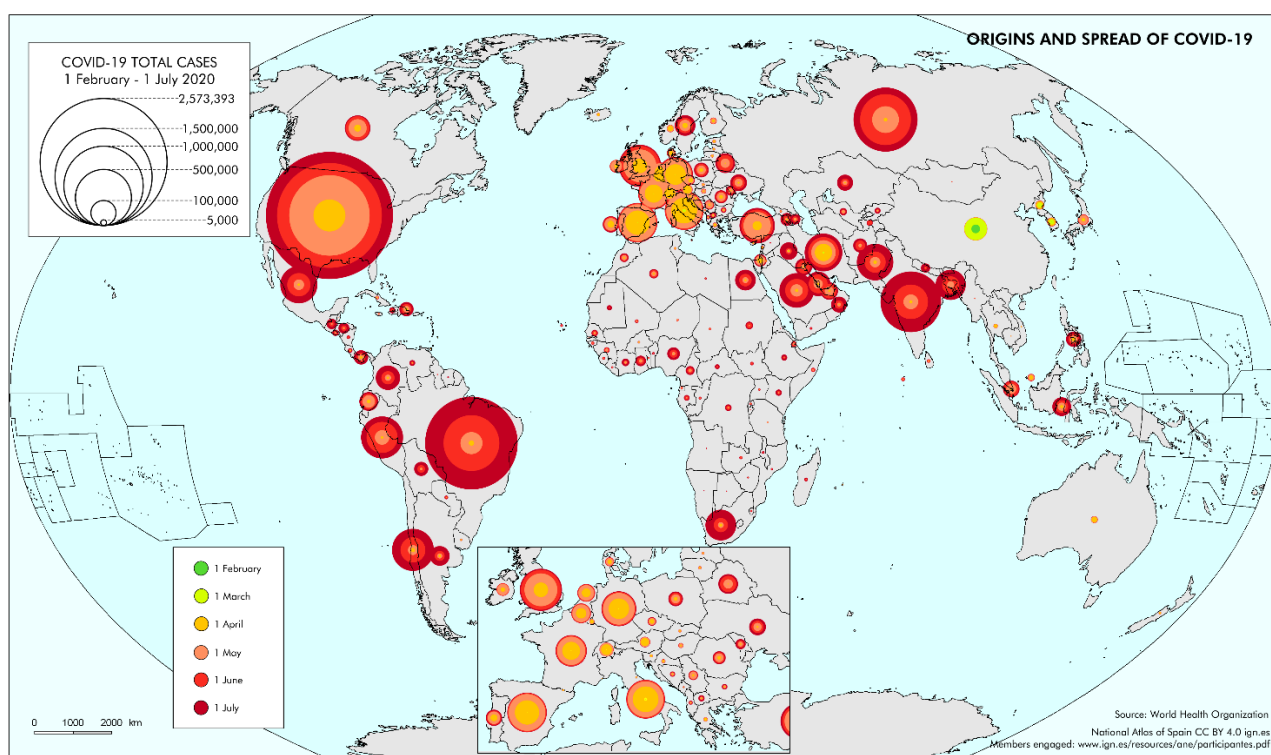 ORIGINS AND SPREAD OF COVID-19
COVID-19 TOTAL CASES
1 February - 1 July 2020
2,573,393
1,500,000
1,000,000
500,000
100,000
5,000
1 February
1 March
1 April
1 May
1 June
1 July
0 1000 2000 km
Source: World Health Organization
National Atlas of Spain CC BY 4.0 ign.es
Members engaged: www.ign.es/resources/ane/participantes.pdf